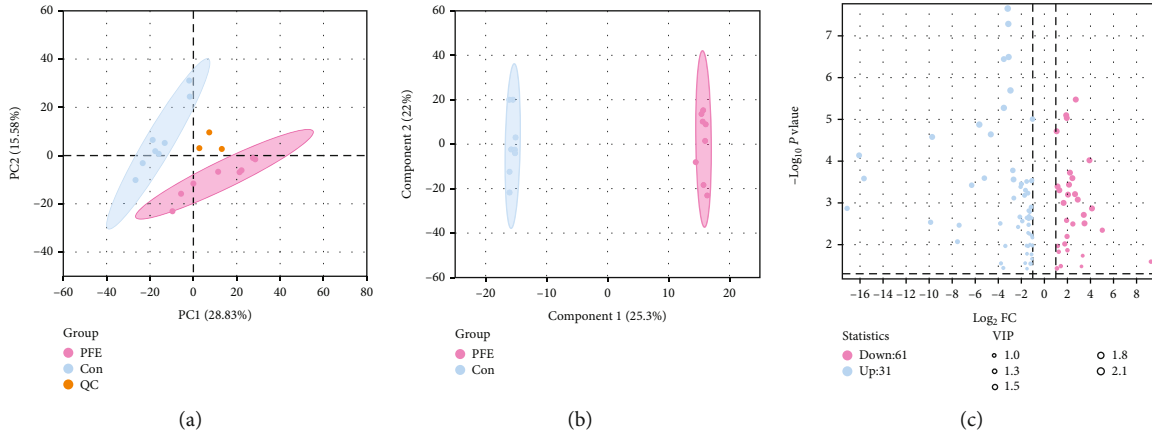 60
40
20
0
−20
−40
PC2 (15.58%)
−60 −40 −20 0 20 40 60 80
PC1 (28.83%)
Group
PFE
Con
QC
(a)
60
40
20
0
−20
−40
−60
Component 2 (22%)
−20 −10 0 10 20
Component 1 (25.3%)
Group
PFE
Con
(b)
7
6
5
4
3
2
−Log10 P vlaue
−16 −14 −12 −10 −8 −6 −4 −2 0 2 4 6 8
Log2 FC
Statistics
Down:61
Up:31
VIP
1.0
1.3
1.5
1.8
2.1
(c)